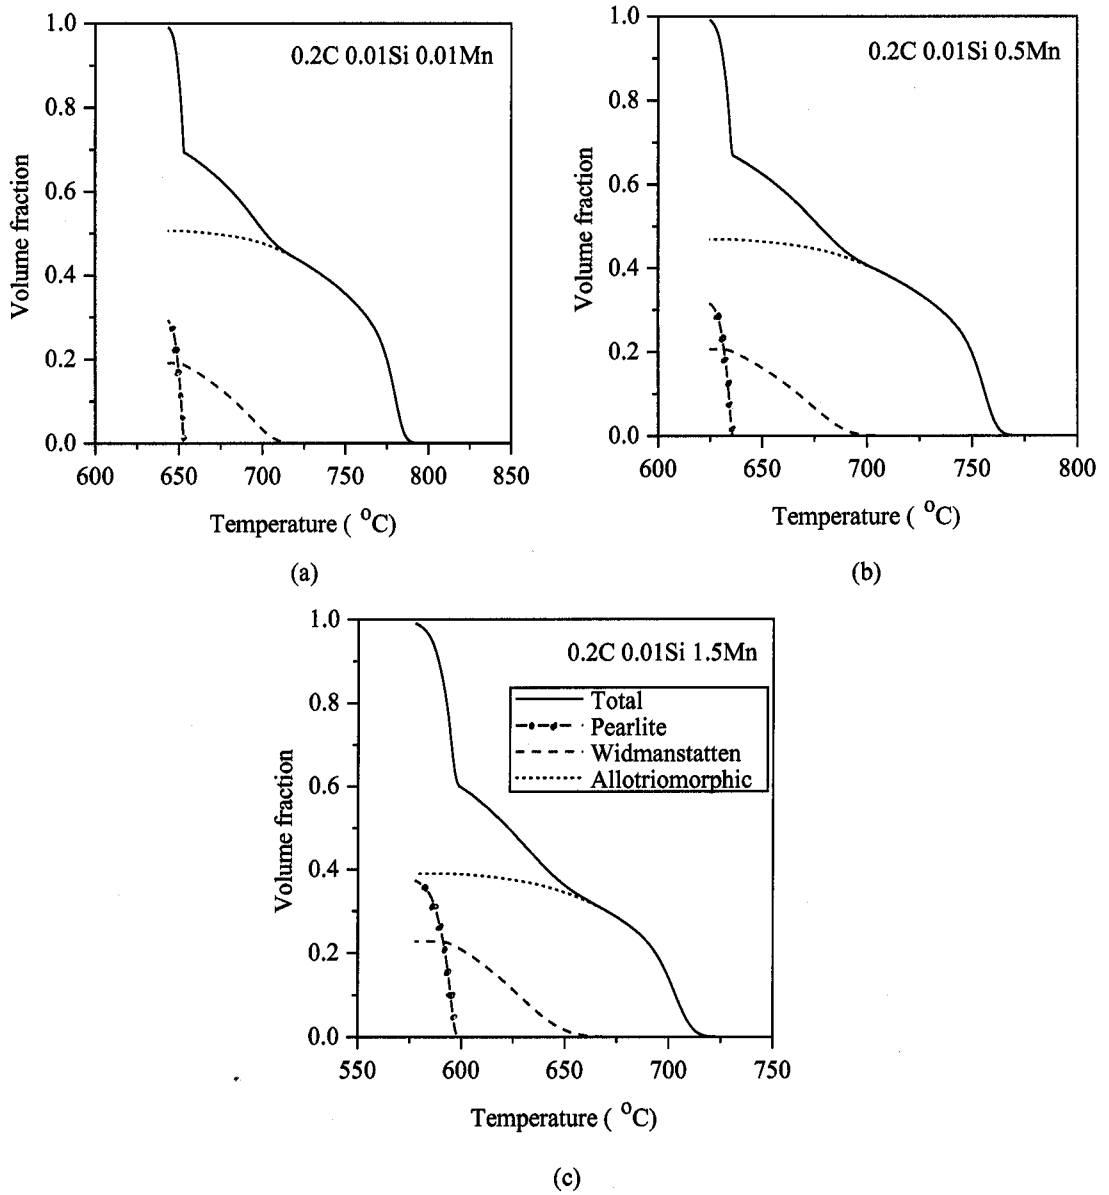 0.2C 0.01Si 0.01Mn
1.0
0.8
0.6
0.4
0.2
0.0
Volume fraction
600 650 700 750 800 850
Temperature ( °C)
(a)
0.2C 0.01Si 0.5Mn
1.0
0.8
0.6
0.4
0.2
0.0
Volume fraction
600 650 700 750 800
Temperature ( °C)
(b)
0.2C 0.01Si 1.5Mn
Total
Pearlite
Widmanstatten
Allotriomorphic
1.0
0.8
0.6
0.4
0.2
0.0
Volume fraction
550 600 650 700 750
Temperature ( °C)
(c)